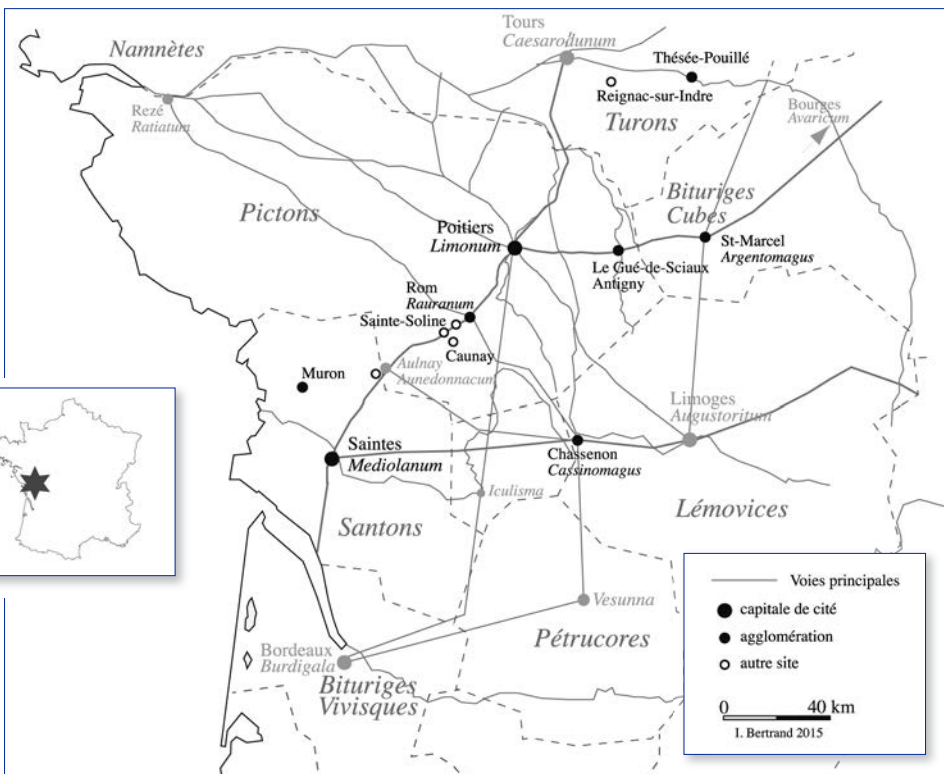 Tours
Caesarodunum
Namnètes
Thésée-Pouillé
Reignac-sur-Indre
Rezé
Ratiatum
Bourges
Avaricum
Turons
Bituriges
Cubes
Pictons
Poitiers
Limonum
St-Marcel
Argentomagus
Le Gué-de-Sciaux
Antigny
Rom
Rauranum
Sainte-Soline
Caunay
Aulnay
Aunedonnacum
Muron
Limoges
Augustoritum
Saintes
Mediolanum
Chassenon
Cassinomagus
Iculisma
Lémovices
Santons
Vesunna
Pétrucores
Bordeaux
Burdigala
Bituriges
Vivisques
Voies principales
capitale de cité
agglomération
autre site
0 40 km
I. Bertrand 2015